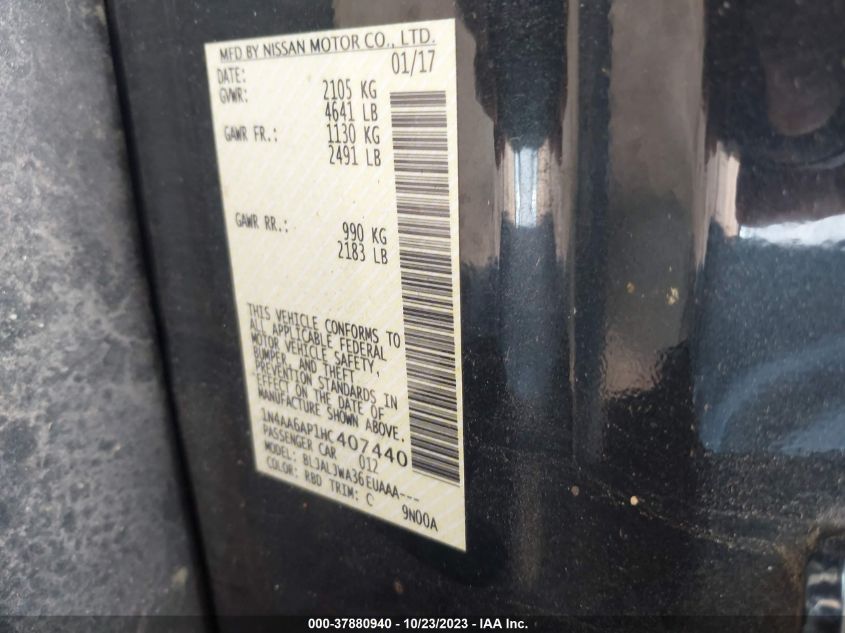 MFD BY NISSAN MOTOR CO., LTD.
DATE: 01/17
GVWR: 2105 KG
4641 LB
GAWR FR.: 1130 KG
2491 LB
GAWR RR.: 990 KG
2183 LB
THIS VEHICLE CONFORMS TO
ALL APPLICABLE FEDERAL
MOTOR VEHICLE SAFETY,
BUMPER, AND THEFT
PREVENTION STANDARDS IN
EFFECT ON THE DATE OF
MANUFACTURE SHOWN ABOVE.
1N4AA6AP1HC407440
PASSENGER CAR 012
MODEL: BLJALJWA36EUAAA---
COLOR: RBD TRIM: C 9N00A
000-37880940 - 10/23/2023 - IAA Inc.